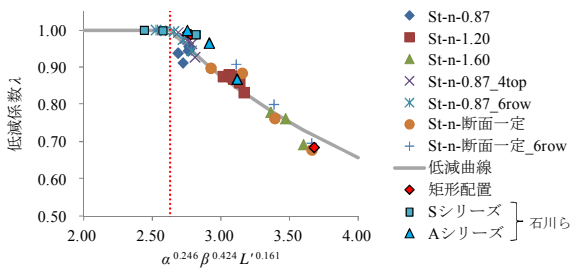 低減係数λ
1.00
0.90
0.80
0.70
0.60
0.50
2.00 2.50 3.00 3.50 4.00
α^0.246 β^0.424 L'^0.161
St-n-0.87
St-n-1.20
St-n-1.60
St-n-0.87_4top
St-n-0.87_6row
St-n-断面一定
St-n-断面一定_6row
低減曲線
矩形配置
Sシリーズ
Aシリーズ
石川ら